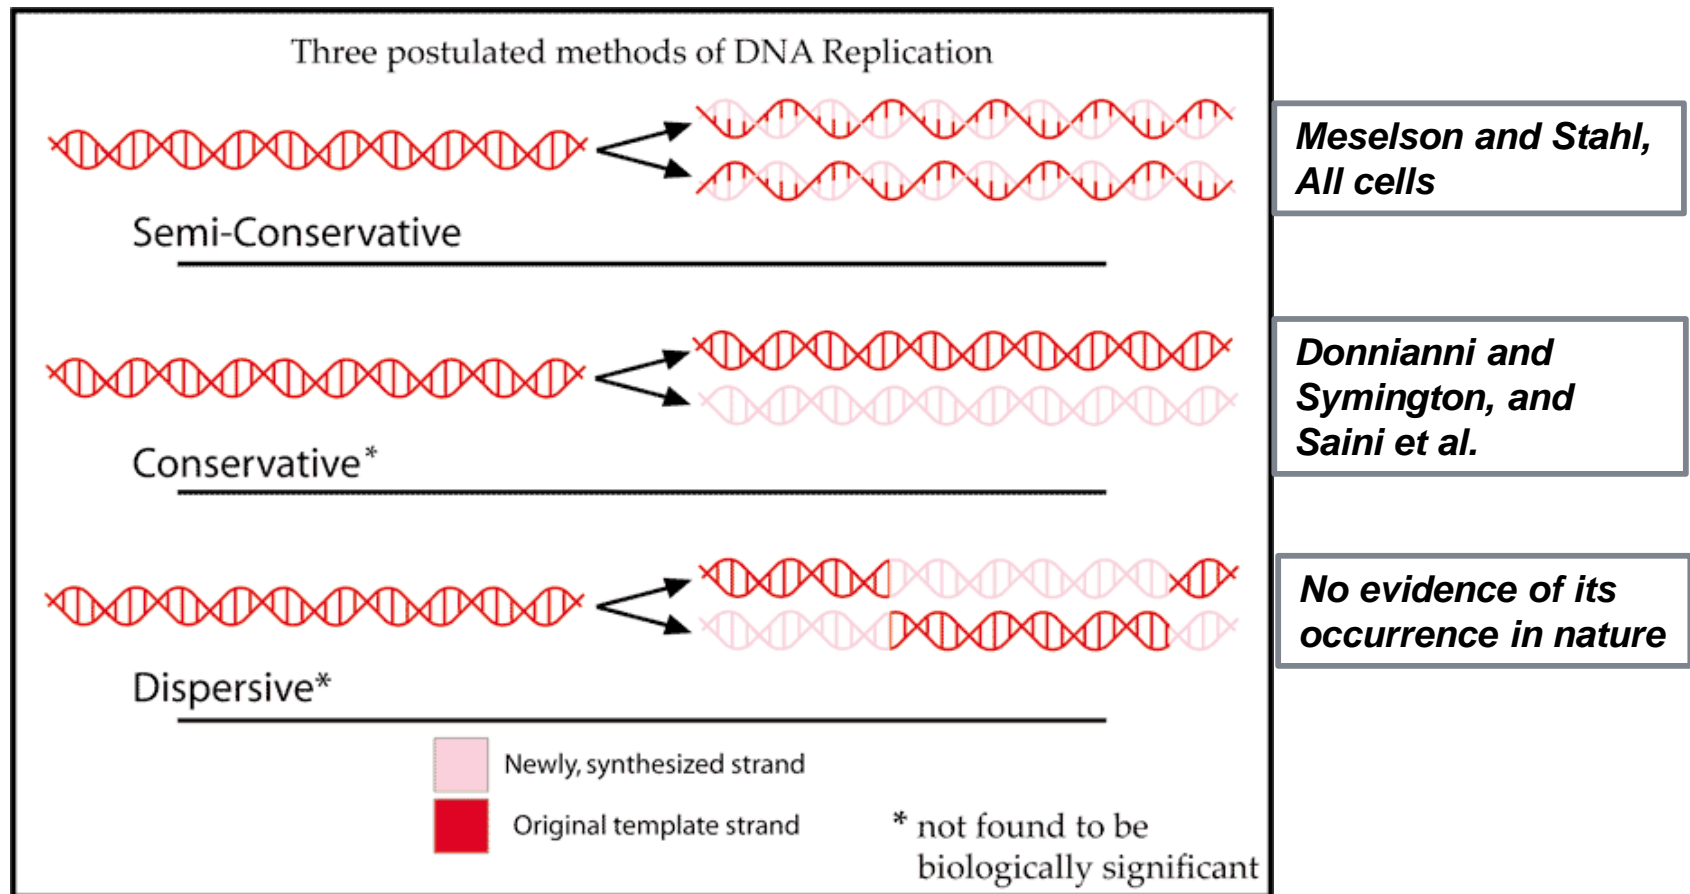 Three postulated methods of DNA Replication
Meselson and Stahl,
All cells
Semi-Conservative
Donnianni and
Symington, and
Saini et al.
Conservative*
No evidence of its
occurrence in nature
Dispersive*
Newly, synthesized strand
Original template strand
* not found to be
biologically significant